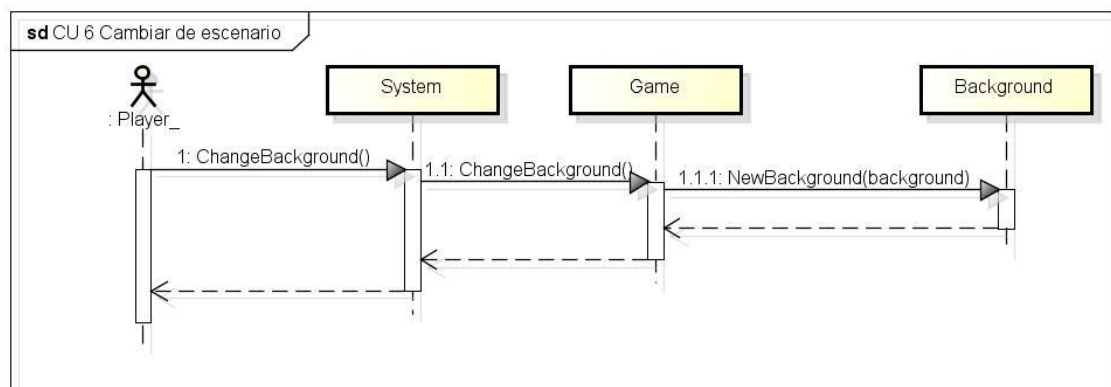 sd CU 6 Cambiar de escenario
System
Game
Background
: Player_
1: ChangeBackground()
1.1: ChangeBackground()
1.1.1: NewBackground(background)